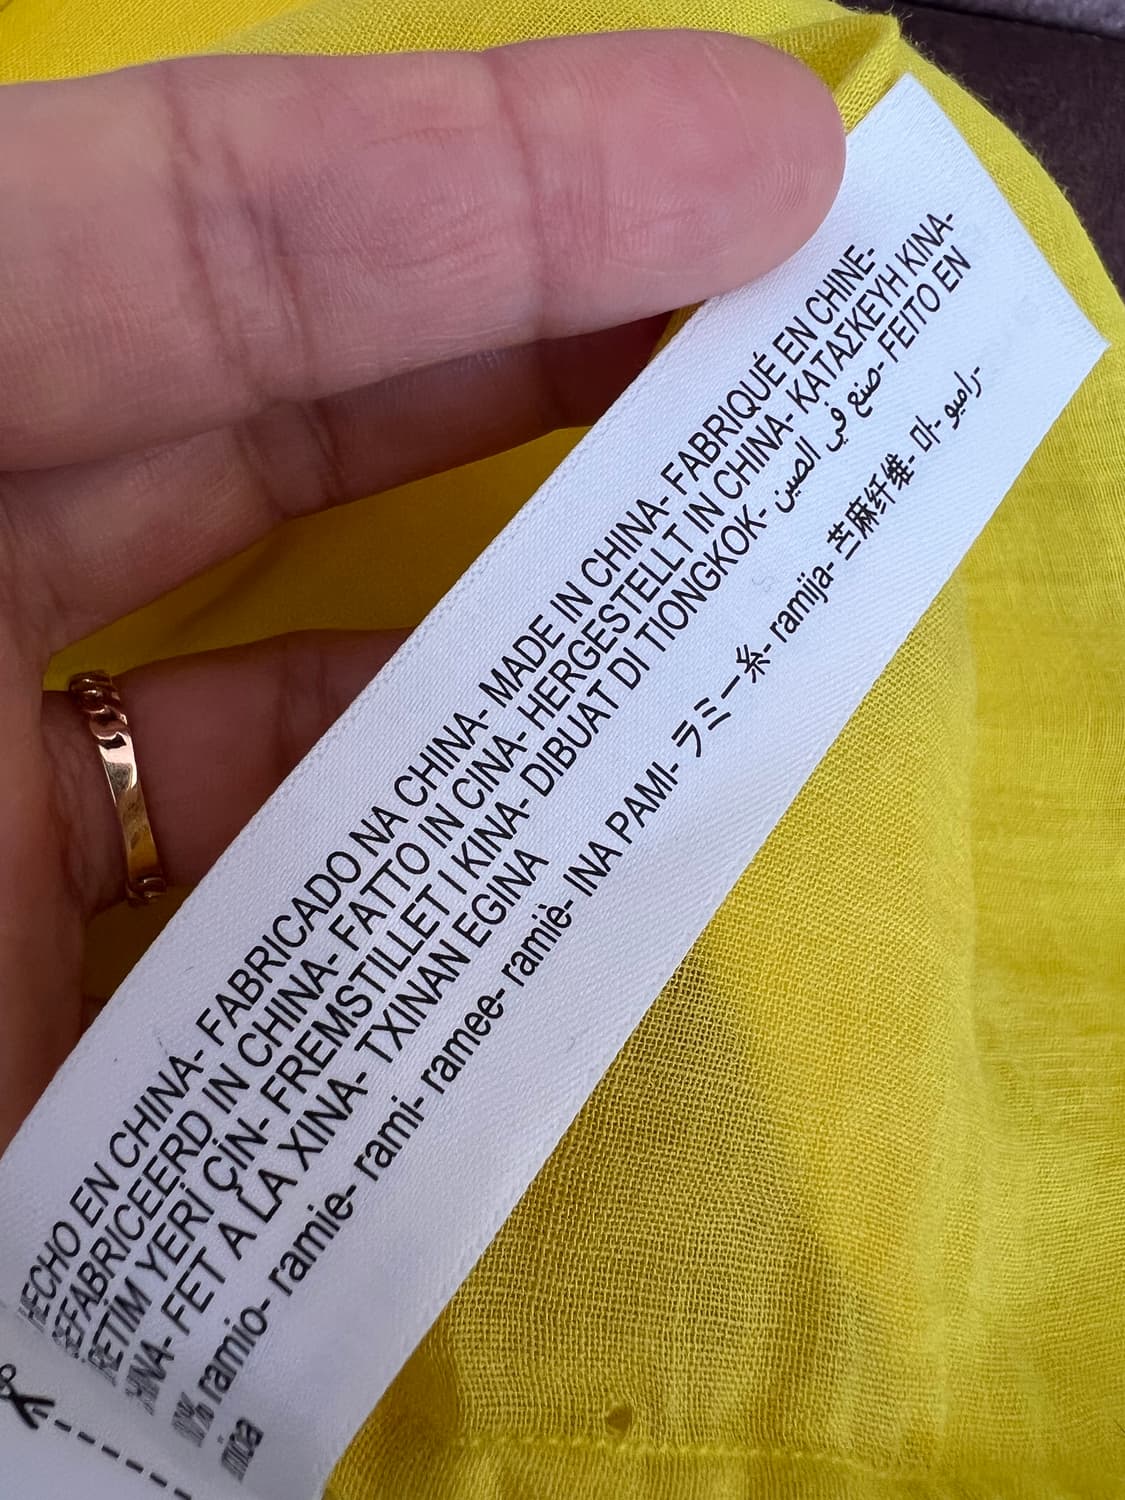 HECHO EN CHINA- FABRICADO NA CHINA- MADE IN CHINA- FABRIQUÉ EN CHINE-
GEFABRICEERD IN CHINA- FATTO IN CINA- HERGESTELLT IN CHINA- ΚΑΤΑΣΚΕΥΗ ΚΙΝΑ-
ÜRETİM YERİ ÇİN- FREMSTILLET I KINA- DIBUAT DI TIONGKOK- صنع في الصين- FEITO EN
CHINA- FET A LA XINA- TXINAN EGINA
ramio- ramie- rami- ramee- ramiè- ΙΝΑ ΡΑΜΙ- ラミー糸- ramija- 苎麻纤维- 마- راميو-